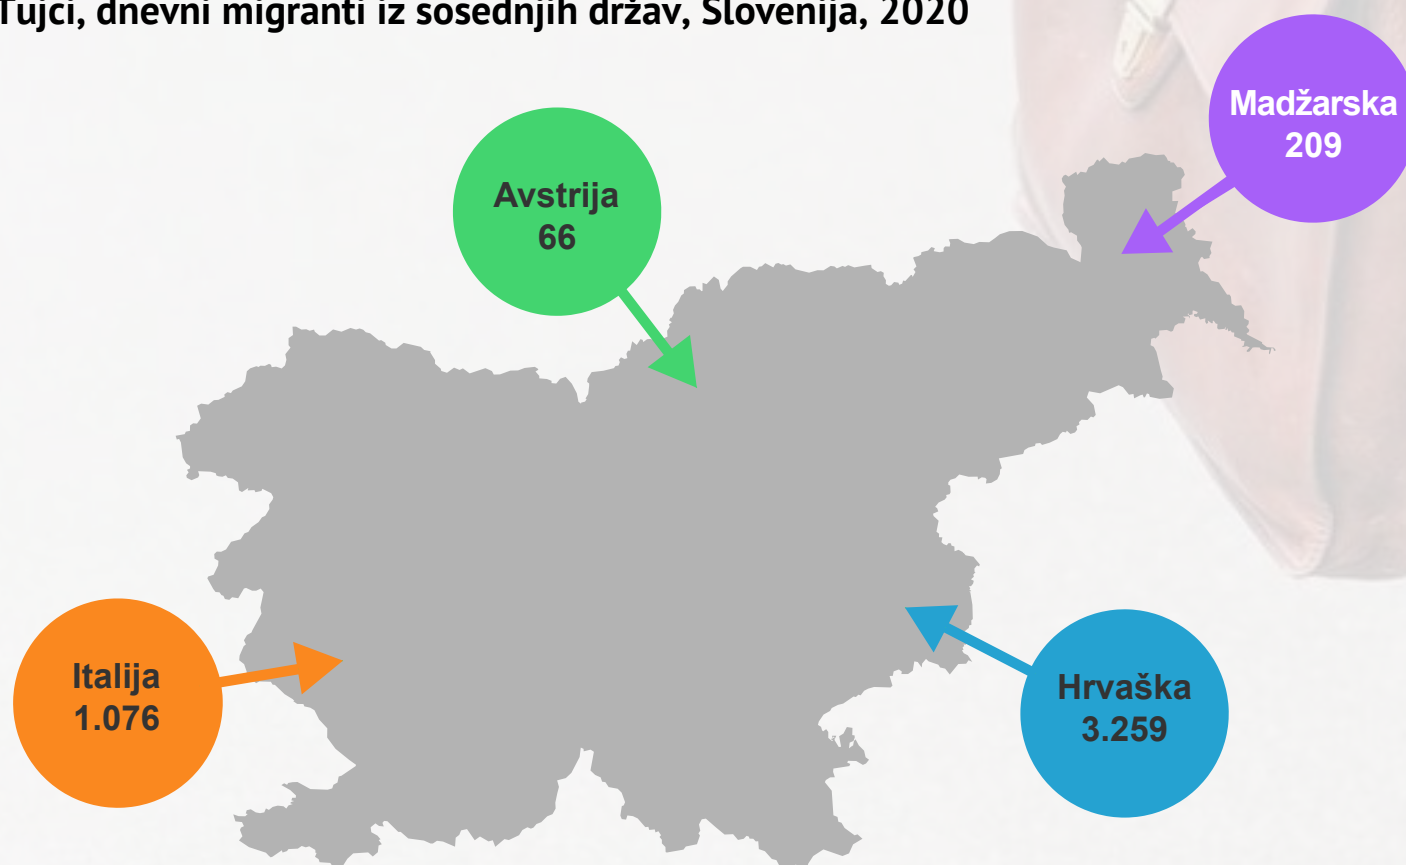 Tujci, dnevni migranti iz sosednjih držav, Slovenija, 2020
Madžarska
209
Avstrija
66
Italija
1.076
Hrvaška
3.259